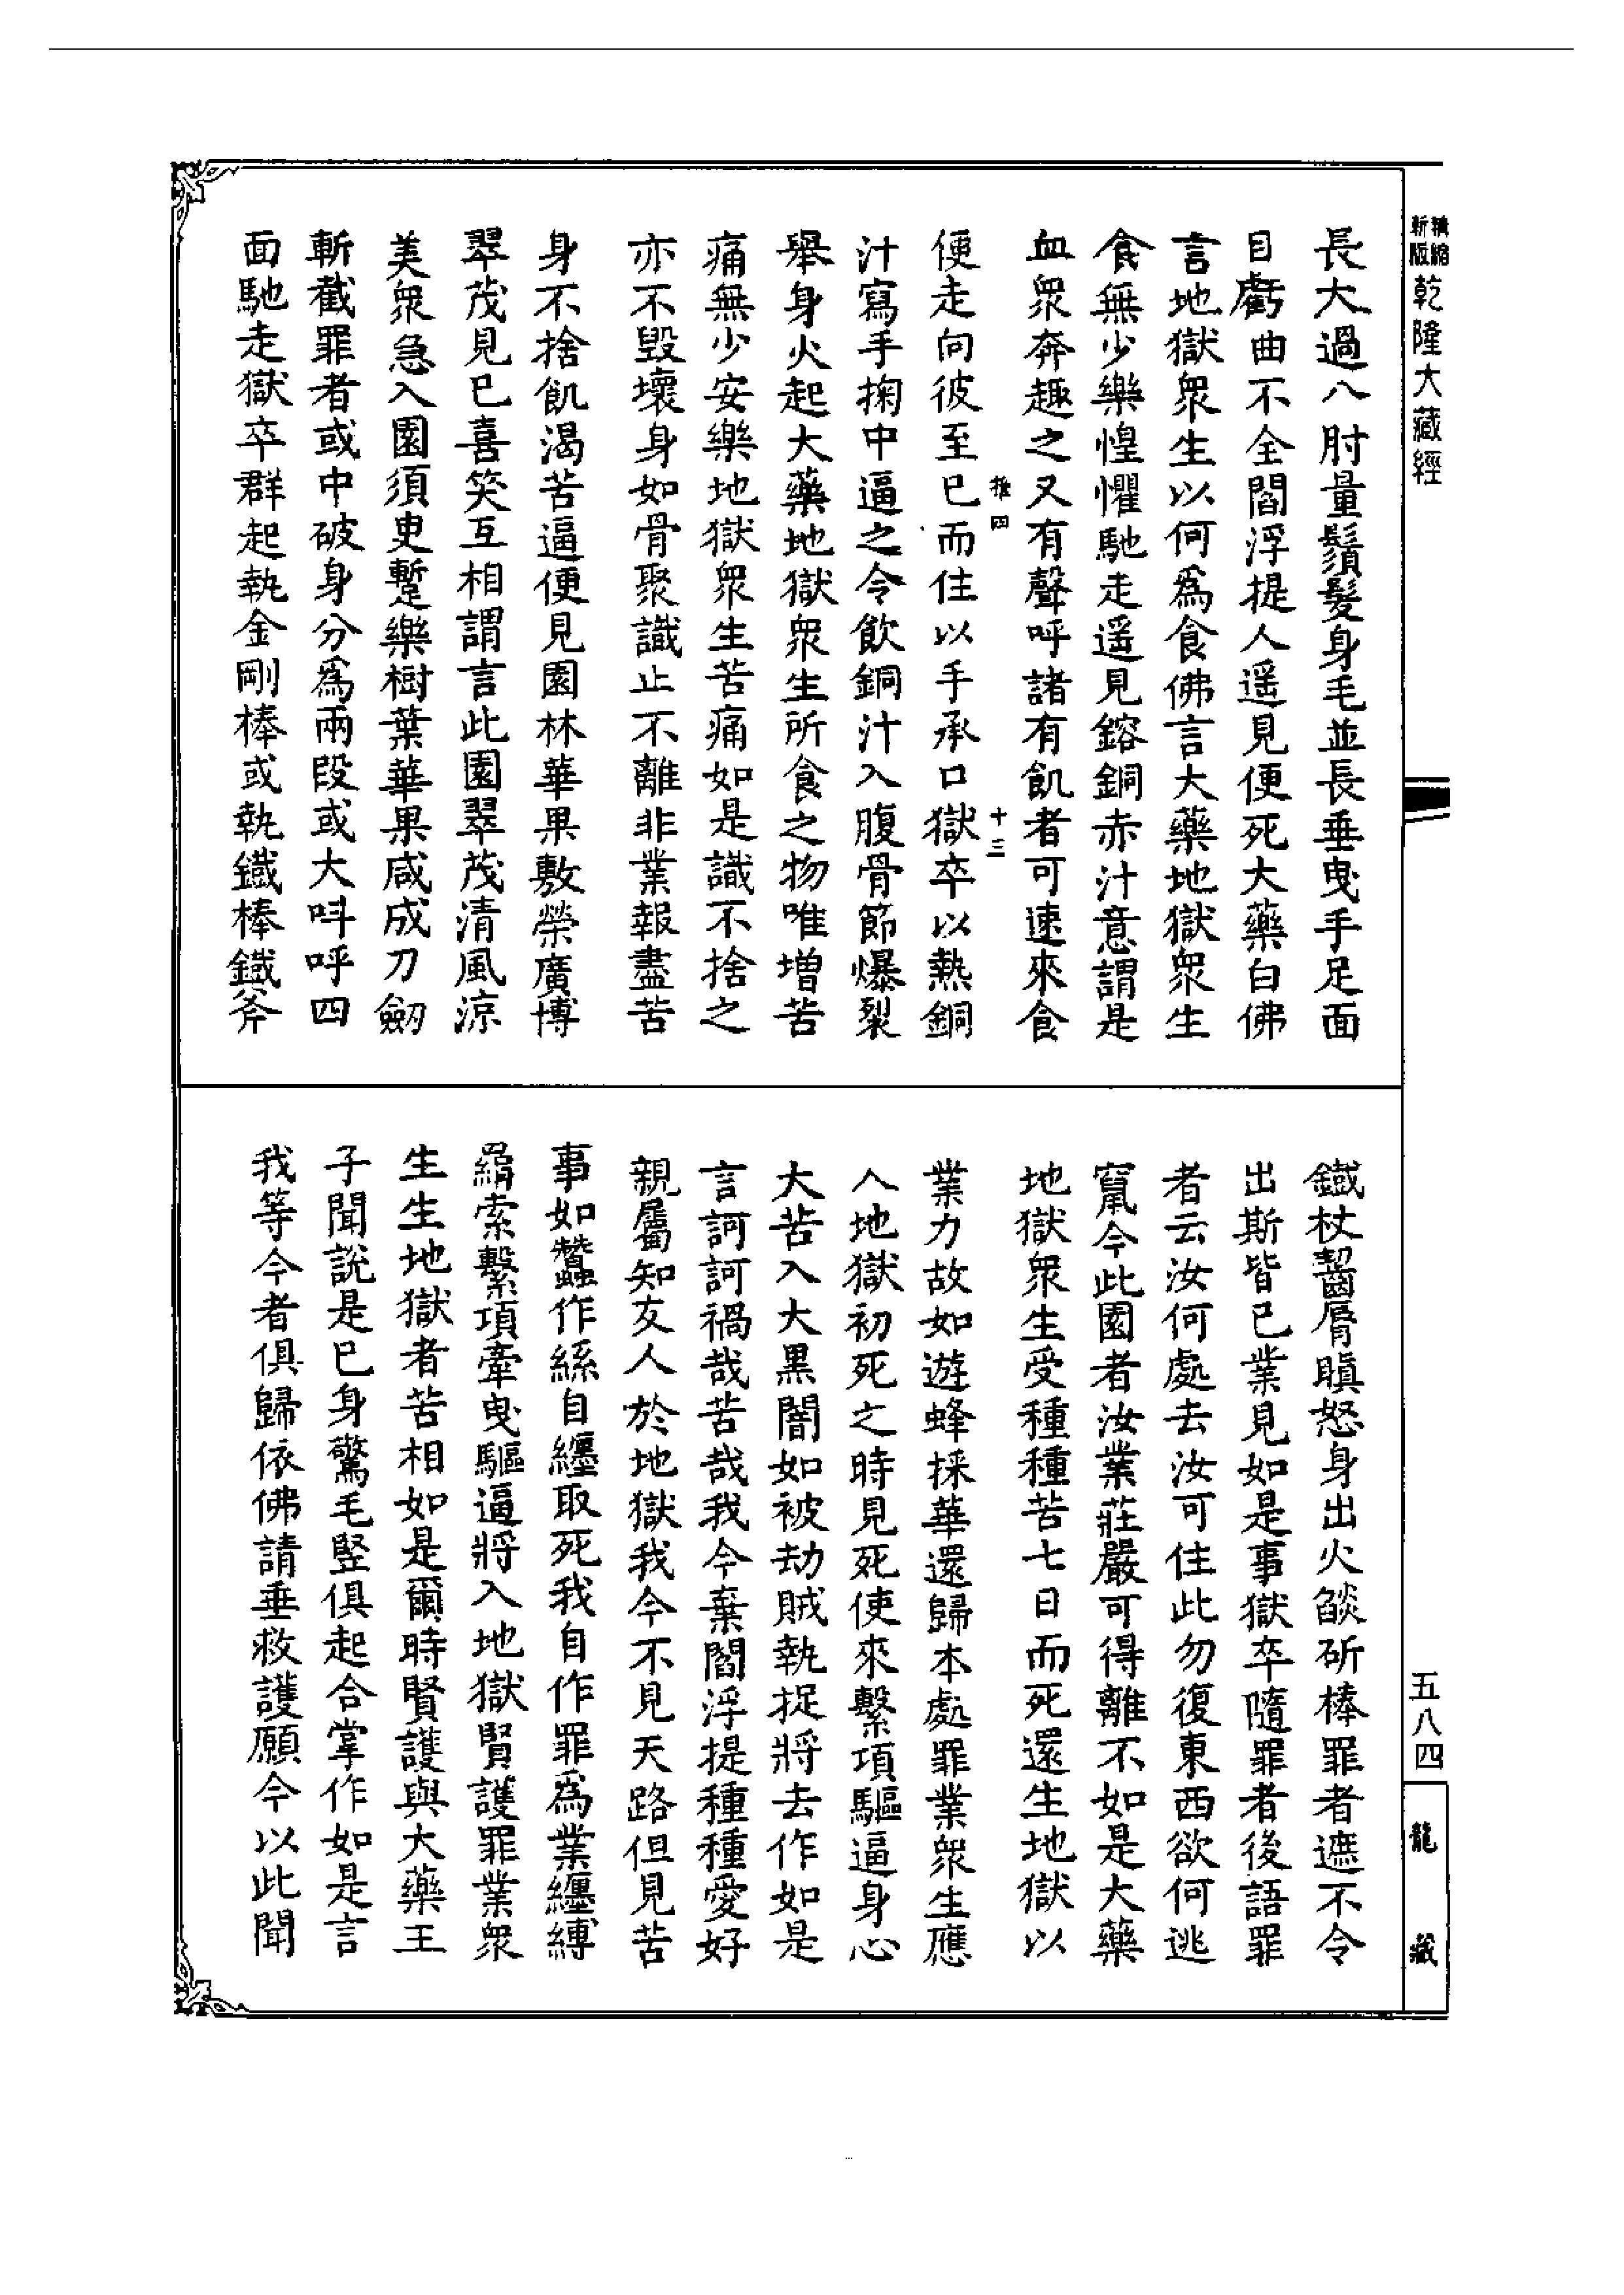 精縮
新版
乾隆大藏經
五八四
龍藏
長大過八肘量鬚髮身毛並長垂曳手足面
目虧曲不全閻浮提人遥見便死大藥白佛
言地獄眾生以何為食佛言大藥地獄眾生
食無少樂惶懼馳走遥見鎔銅赤汁意謂是
血眾奔趣之又有聲呼諸有飢者可速來食
推四
十三
便走向彼至已而住以手承口獄卒以熱銅
汁寫手掬中逼之令飲銅汁入腹骨節爆裂
舉身火起大藥地獄眾生所食之物唯增苦
痛無少安樂地獄眾生苦痛如是識不捨之
亦不毀壞身如骨聚識止不離非業報盡苦
身不捨飢渴苦逼便見園林華果敷榮廣博
翠茂見已喜笑互相謂言此園翠茂清風涼
美眾急入園須㬰蹔樂樹葉華果咸成刀劒
斬截罪者或中破身分為兩段或大呌呼四
面馳走獄卒群起執金剛棒或執鐵棒鐵斧
鐵杖齧脣瞋怒身出火𦦨斫棒罪者遮不令
出斯皆已業見如是事獄卒隨罪者後語罪
者云汝何處去汝可住此勿復東西欲何逃
竄今此園者汝業莊嚴可得離不如是大藥
地獄眾生受種種苦七日而死還生地獄以
業力故如遊蜂採華還歸本處罪業眾生應
入地獄初死之時見死使來繫項驅逼身心
大苦入大黑闇如被劫賊執捉將去作如是
言訶訶禍哉苦哉我今棄閻浮提種種愛好
親屬知友入於地獄我今不見天路但見苦
事如蠶作絲自纏取死我自作罪為業纏縛
羂索繫項牽曳驅逼將入地獄賢護罪業眾
生生地獄者苦相如是爾時賢護與大藥王
子聞說是已身驚毛竪俱起合掌作如是言
我等今者俱歸依佛請垂救護願今以此聞